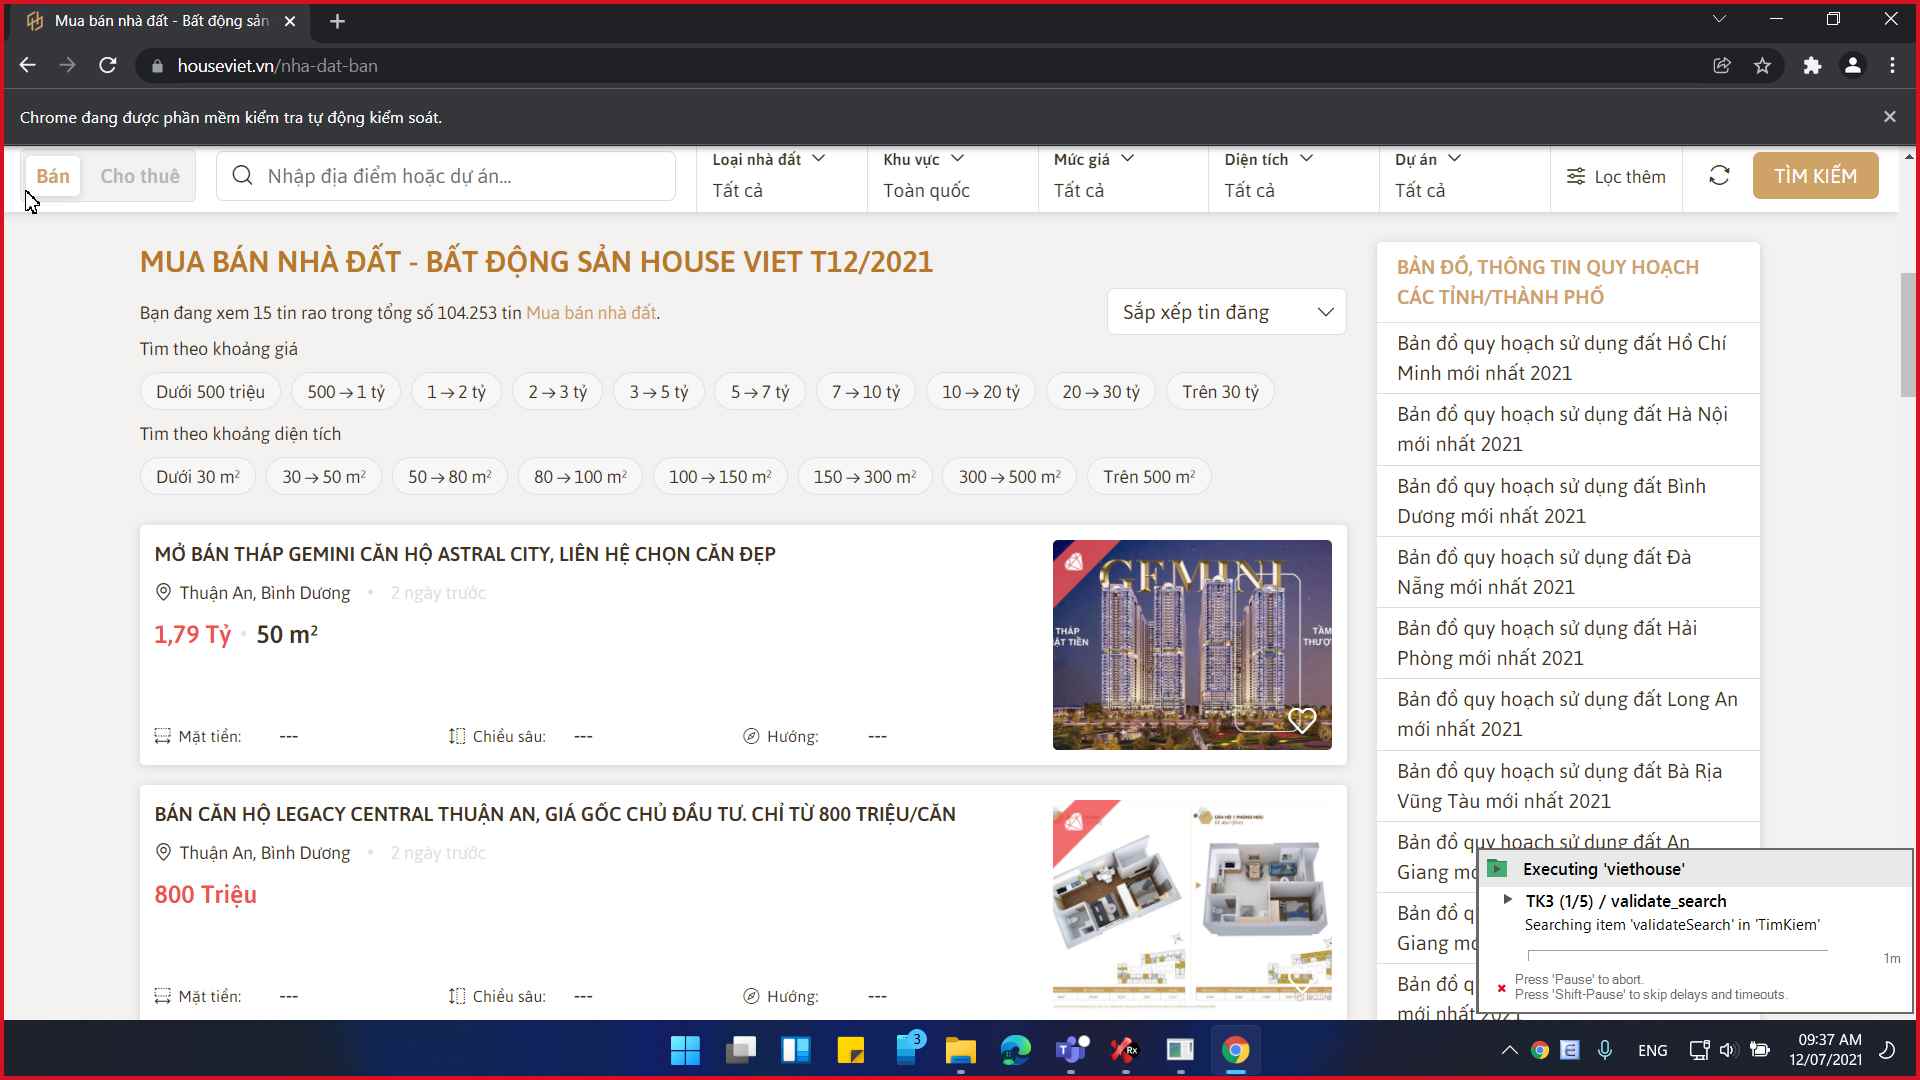 Mua bán nhà đất - Bất động sản
houseviet.vn/nha-dat-ban
Chrome đang được phần mềm kiểm tra tự động kiểm soát.
Bán
Cho thuê
Nhập địa điểm hoặc dự án...
Loại nhà đất
Tất cả
Khu vực
Toàn quốc
Mức giá
Tất cả
Diện tích
Tất cả
Dự án
Tất cả
Lọc thêm
TÌM KIẾM
MUA BÁN NHÀ ĐẤT - BẤT ĐỘNG SẢN HOUSE VIET T12/2021
Bạn đang xem 15 tin rao trong tổng số 104.253 tin Mua bán nhà đất.
Sắp xếp tin đăng
Tìm theo khoảng giá
Dưới 500 triệu
500 → 1 tỷ
1 → 2 tỷ
2 → 3 tỷ
3 → 5 tỷ
5 → 7 tỷ
7 → 10 tỷ
10 → 20 tỷ
20 → 30 tỷ
Trên 30 tỷ
Tìm theo khoảng diện tích
Dưới 30 m²
30 → 50 m²
50 → 80 m²
80 → 100 m²
100 → 150 m²
150 → 300 m²
300 → 500 m²
Trên 500 m²
MỞ BÁN THÁP GEMINI CĂN HỘ ASTRAL CITY, LIÊN HỆ CHỌN CĂN ĐẸP
Thuận An, Bình Dương • 2 ngày trước
1,79 Tỷ • 50 m²
Mặt tiền: ---
Chiều sâu: ---
Hướng: ---
GEMINI
THÁP
ẶT TIỀN
TẦM
THƯỢ
BÁN CĂN HỘ LEGACY CENTRAL THUẬN AN, GIÁ GỐC CHỦ ĐẦU TƯ. CHỈ TỪ 800 TRIỆU/CĂN
Thuận An, Bình Dương • 2 ngày trước
800 Triệu
Mặt tiền: ---
Chiều sâu: ---
Hướng: ---
BẢN ĐỒ, THÔNG TIN QUY HOẠCH
CÁC TỈNH/THÀNH PHỐ
Bản đồ quy hoạch sử dụng đất Hồ Chí
Minh mới nhất 2021
Bản đồ quy hoạch sử dụng đất Hà Nội
mới nhất 2021
Bản đồ quy hoạch sử dụng đất Bình
Dương mới nhất 2021
Bản đồ quy hoạch sử dụng đất Đà
Nẵng mới nhất 2021
Bản đồ quy hoạch sử dụng đất Hải
Phòng mới nhất 2021
Bản đồ quy hoạch sử dụng đất Long An
mới nhất 2021
Bản đồ quy hoạch sử dụng đất Bà Rịa
Vũng Tàu mới nhất 2021
Bản đồ quy hoạch sử dụng đất An
Giang mớ
Bản đồ q
Giang mớ
Bản đồ q
mới nhất 2021
Executing 'viethouse'
TK3 (1/5) / validate_search
Searching item 'validateSearch' in 'TimKiem'
1m
Press 'Pause' to abort.
Press 'Shift-Pause' to skip delays and timeouts.
3
Rx
ENG
09:37 AM
12/07/2021